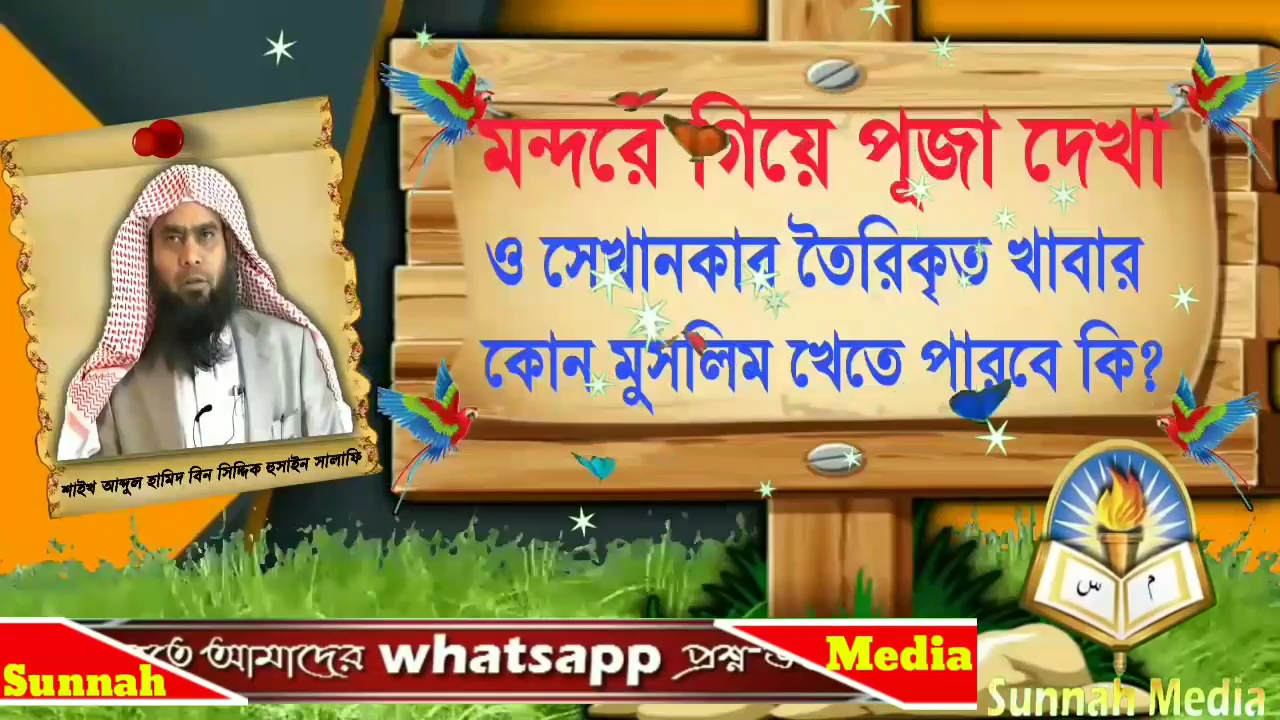 মন্দরে গিয়ে পূজা দেখা
ও সেখানকার তৈরিকৃত খাবার
কোন মুসলিম খেতে পারবে কি?
শাইখ আব্দুল হামিদ বিন সিদ্দিক হুসাইন সালাফি
س م
আমাদের whatsapp প্রশ্ন-
Sunnah
Media
Sunnah Media